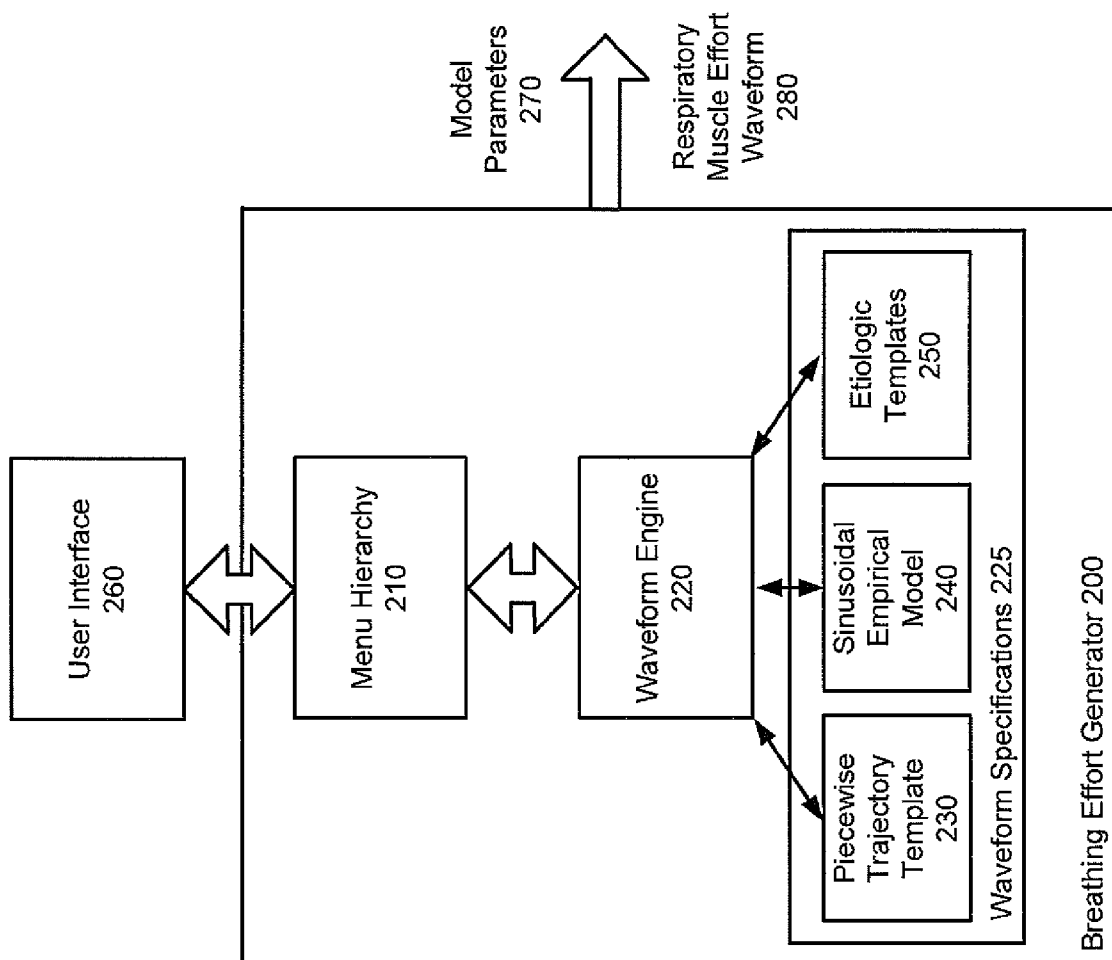 User Interface
260
Menu Hierarchy
210
Waveform Engine
220
Piecewise
Trajectory
Template
230
Sinusoidal
Empirical
Model
240
Etiologic
Templates
250
Waveform Specifications 225
Breathing Effort Generator 200
Model
Parameters
270
Respiratory
Muscle Effort
Waveform
280